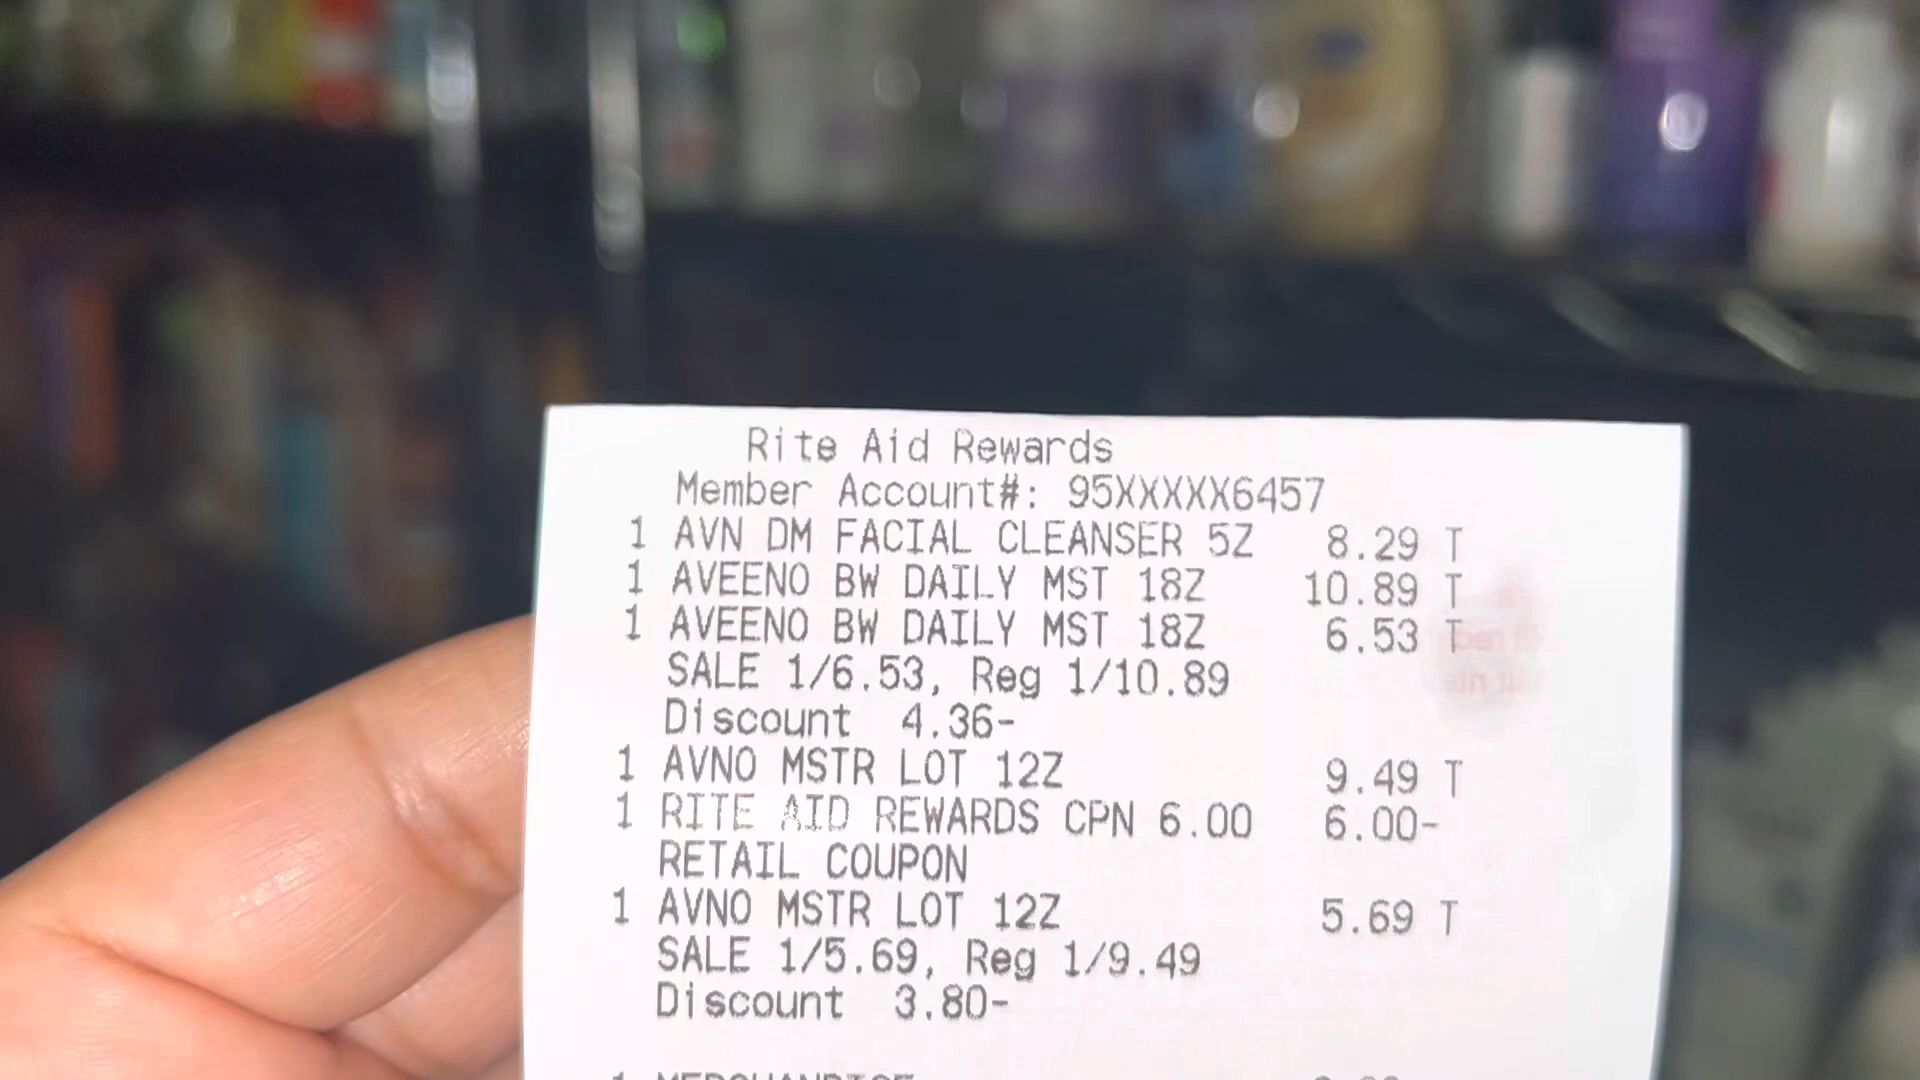 Rite Aid Rewards
Member Account#: 95XXXXX6457
1 AVN DM FACIAL CLEANSER 5Z 8.29 T
1 AVEENO BW DAILY MST 18Z 10.89 T
1 AVEENO BW DAILY MST 18Z 6.53 T
SALE 1/6.53, Reg 1/10.89
Discount 4.36-
1 AVNO MSTR LOT 12Z 9.49 T
1 RITE AID REWARDS CPN 6.00 6.00-
RETAIL COUPON
1 AVNO MSTR LOT 12Z 5.69 T
SALE 1/5.69, Reg 1/9.49
Discount 3.80-